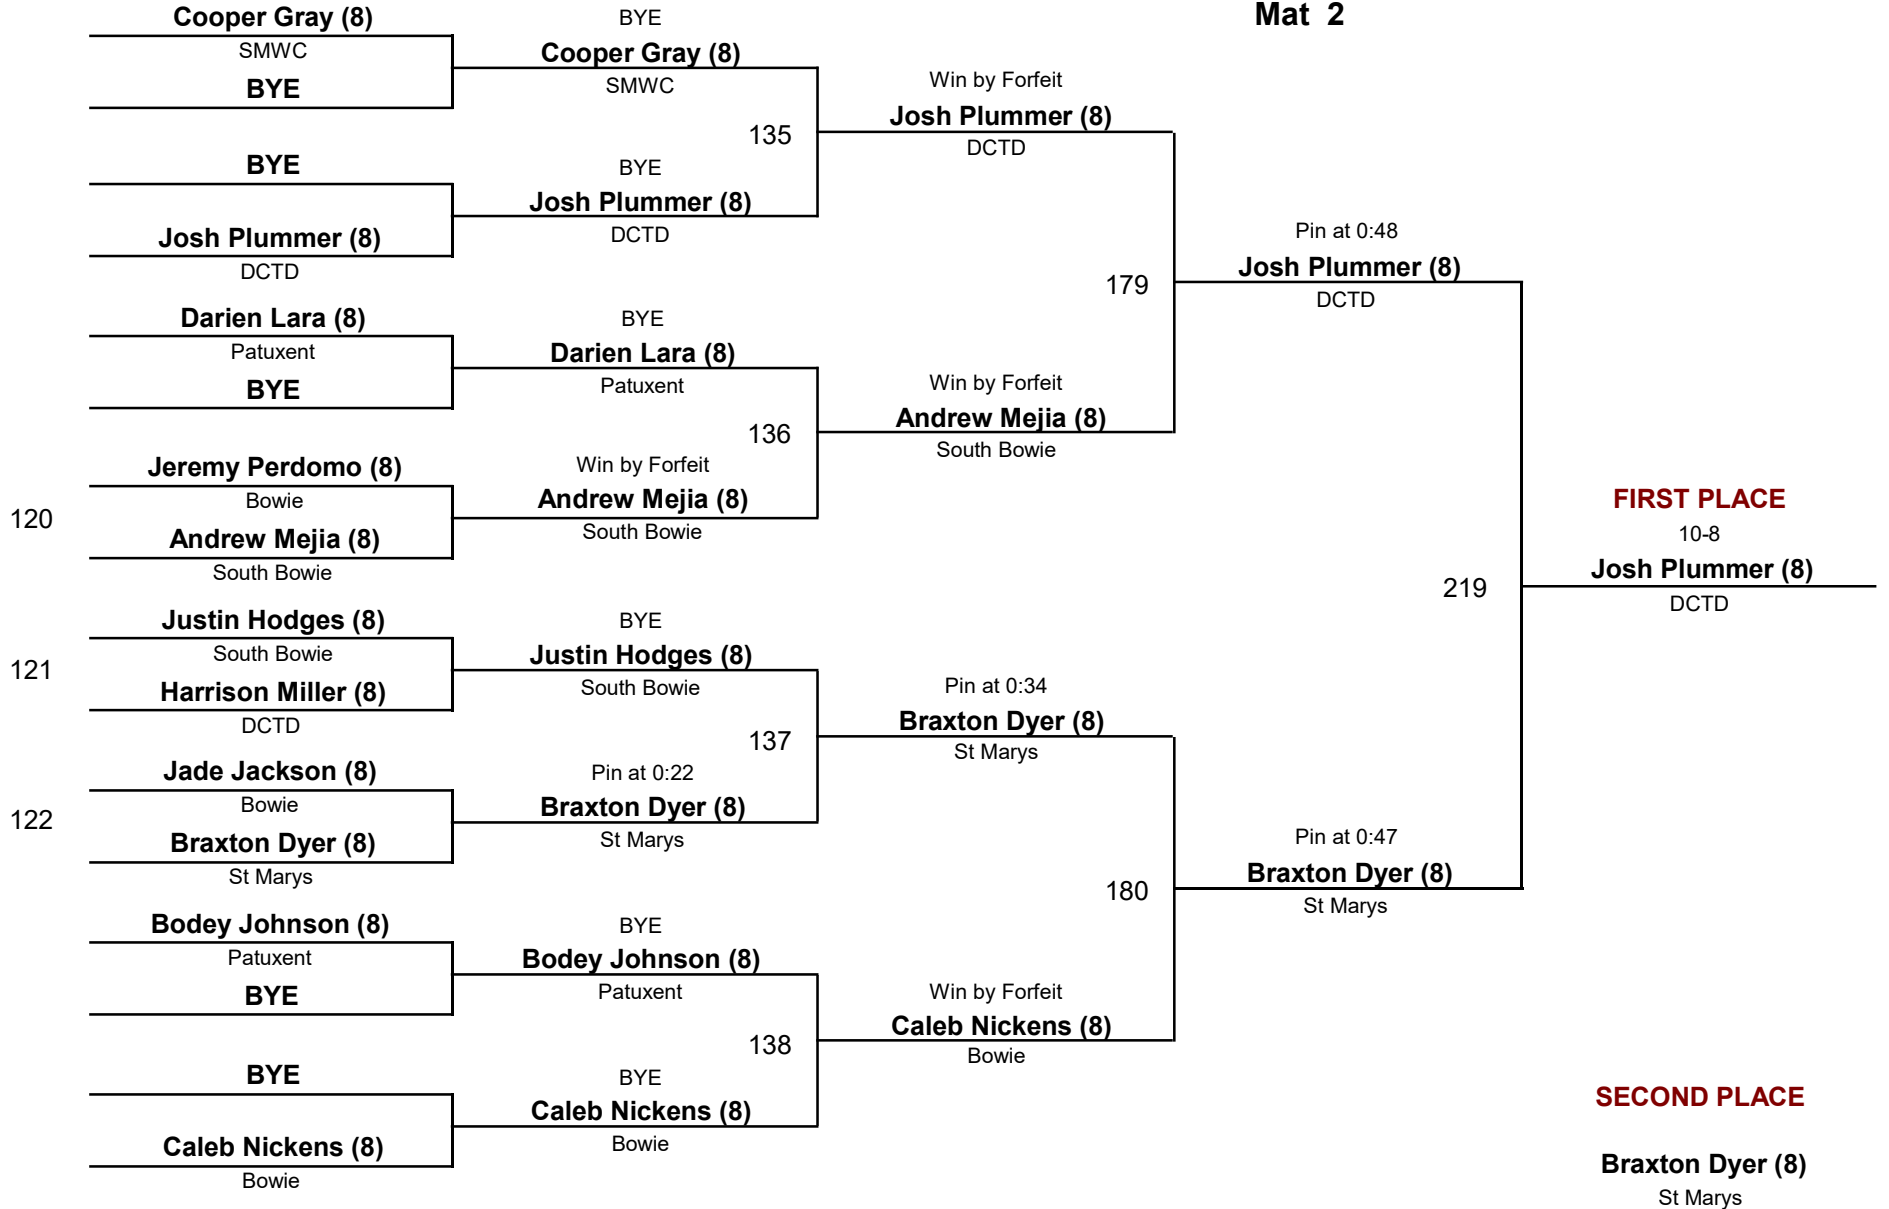 Mat 2
Cooper Gray (8)
SMWC
BYE
BYE
Josh Plummer (8)
DCTD
Darien Lara (8)
Patuxent
BYE
120
Jeremy Perdomo (8)
Bowie
Andrew Mejia (8)
South Bowie
121
Justin Hodges (8)
South Bowie
Harrison Miller (8)
DCTD
122
Jade Jackson (8)
Bowie
Braxton Dyer (8)
St Marys
Bodey Johnson (8)
Patuxent
BYE
BYE
Caleb Nickens (8)
Bowie
BYE
Cooper Gray (8)
SMWC
135
BYE
Josh Plummer (8)
DCTD
BYE
Darien Lara (8)
Patuxent
136
Win by Forfeit
Andrew Mejia (8)
South Bowie
BYE
Justin Hodges (8)
South Bowie
137
Pin at 0:22
Braxton Dyer (8)
St Marys
BYE
Bodey Johnson (8)
Patuxent
138
BYE
Caleb Nickens (8)
Bowie
Win by Forfeit
Josh Plummer (8)
DCTD
179
Win by Forfeit
Andrew Mejia (8)
South Bowie
Pin at 0:34
Braxton Dyer (8)
St Marys
180
Win by Forfeit
Caleb Nickens (8)
Bowie
Pin at 0:48
Josh Plummer (8)
DCTD
219
Pin at 0:47
Braxton Dyer (8)
St Marys
FIRST PLACE
10-8
Josh Plummer (8)
DCTD
SECOND PLACE
Braxton Dyer (8)
St Marys